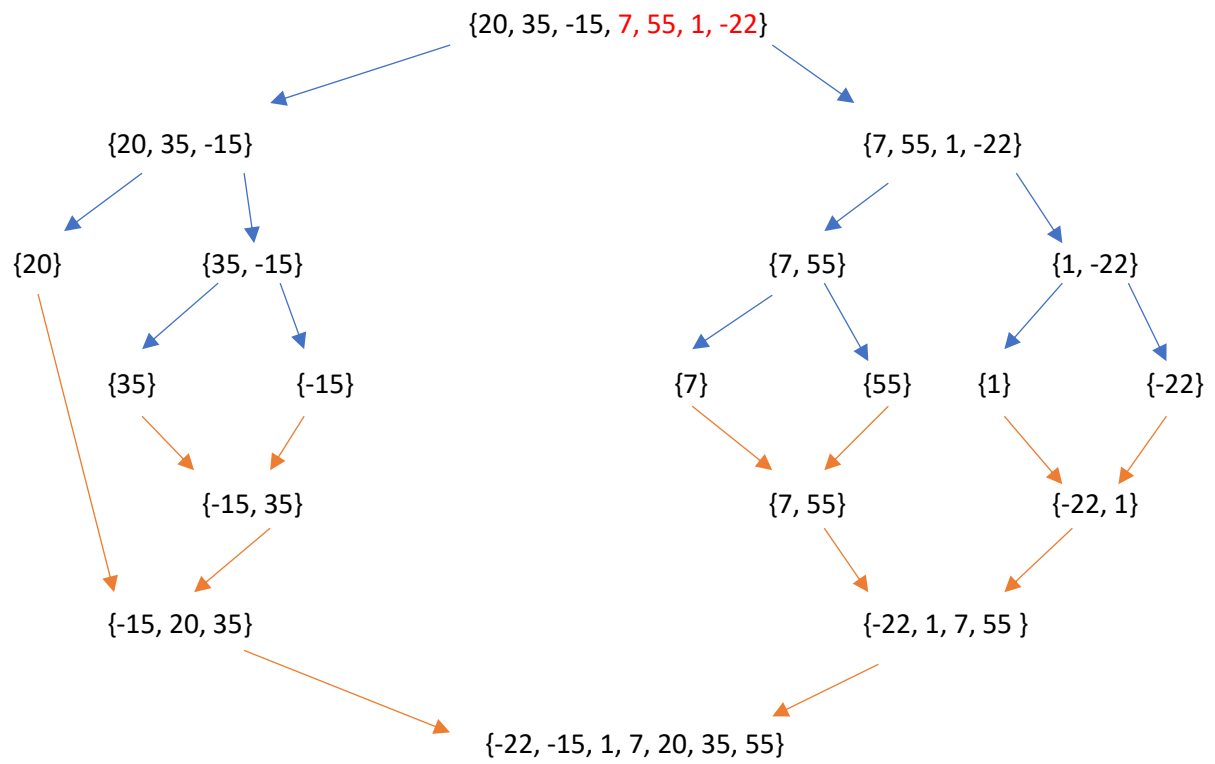 {20, 35, -15, 7, 55, 1, -22}
{20, 35, -15}
{7, 55, 1, -22}
{20}
{35, -15}
{7, 55}
{1, -22}
{35}
{-15}
{7}
{55}
{1}
{-22}
{-15, 35}
{7, 55}
{-22, 1}
{-15, 20, 35}
{-22, 1, 7, 55 }
{-22, -15, 1, 7, 20, 35, 55}